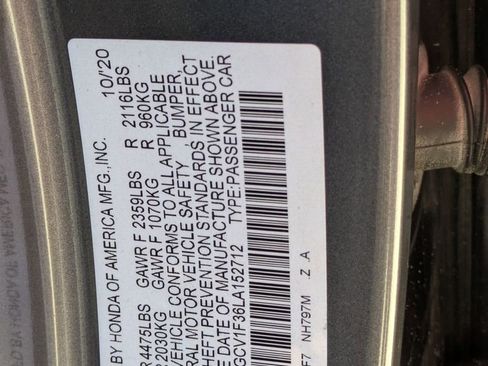 BY HONDA OF AMERICA MFG.,INC. 10/'20
4475LBS GAWR F 2359LBS R 2116LBS
2030KG GAWR F 1070KG R 960KG
VEHICLE CONFORMS TO ALL APPLICABLE
RAL MOTOR VEHICLE SAFETY , BUMPER,
HEFT PREVENTION STANDARDS IN EFFECT
E DATE OF MANUFACTURE SHOWN ABOVE.
GCV1F36LA152712 TYPE:PASSENGER CAR
F7 NH797M Z .A